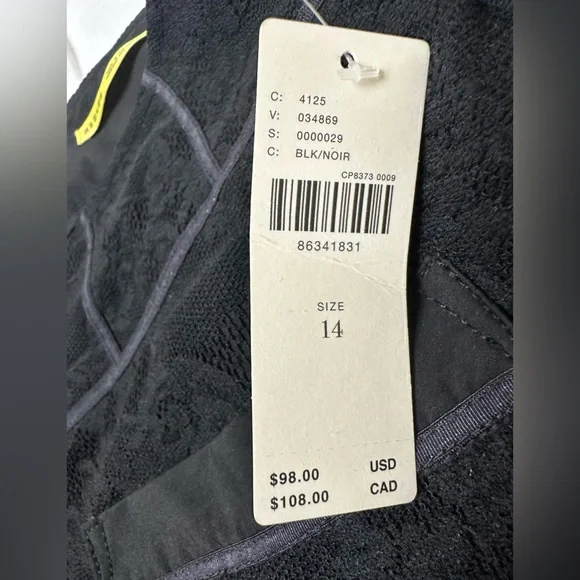 C: 4125
V: 034869
S: 0000029
C: BLK/NOIR
CP8373 0009
86341831
SIZE
14
$98.00 USD
$108.00 CAD